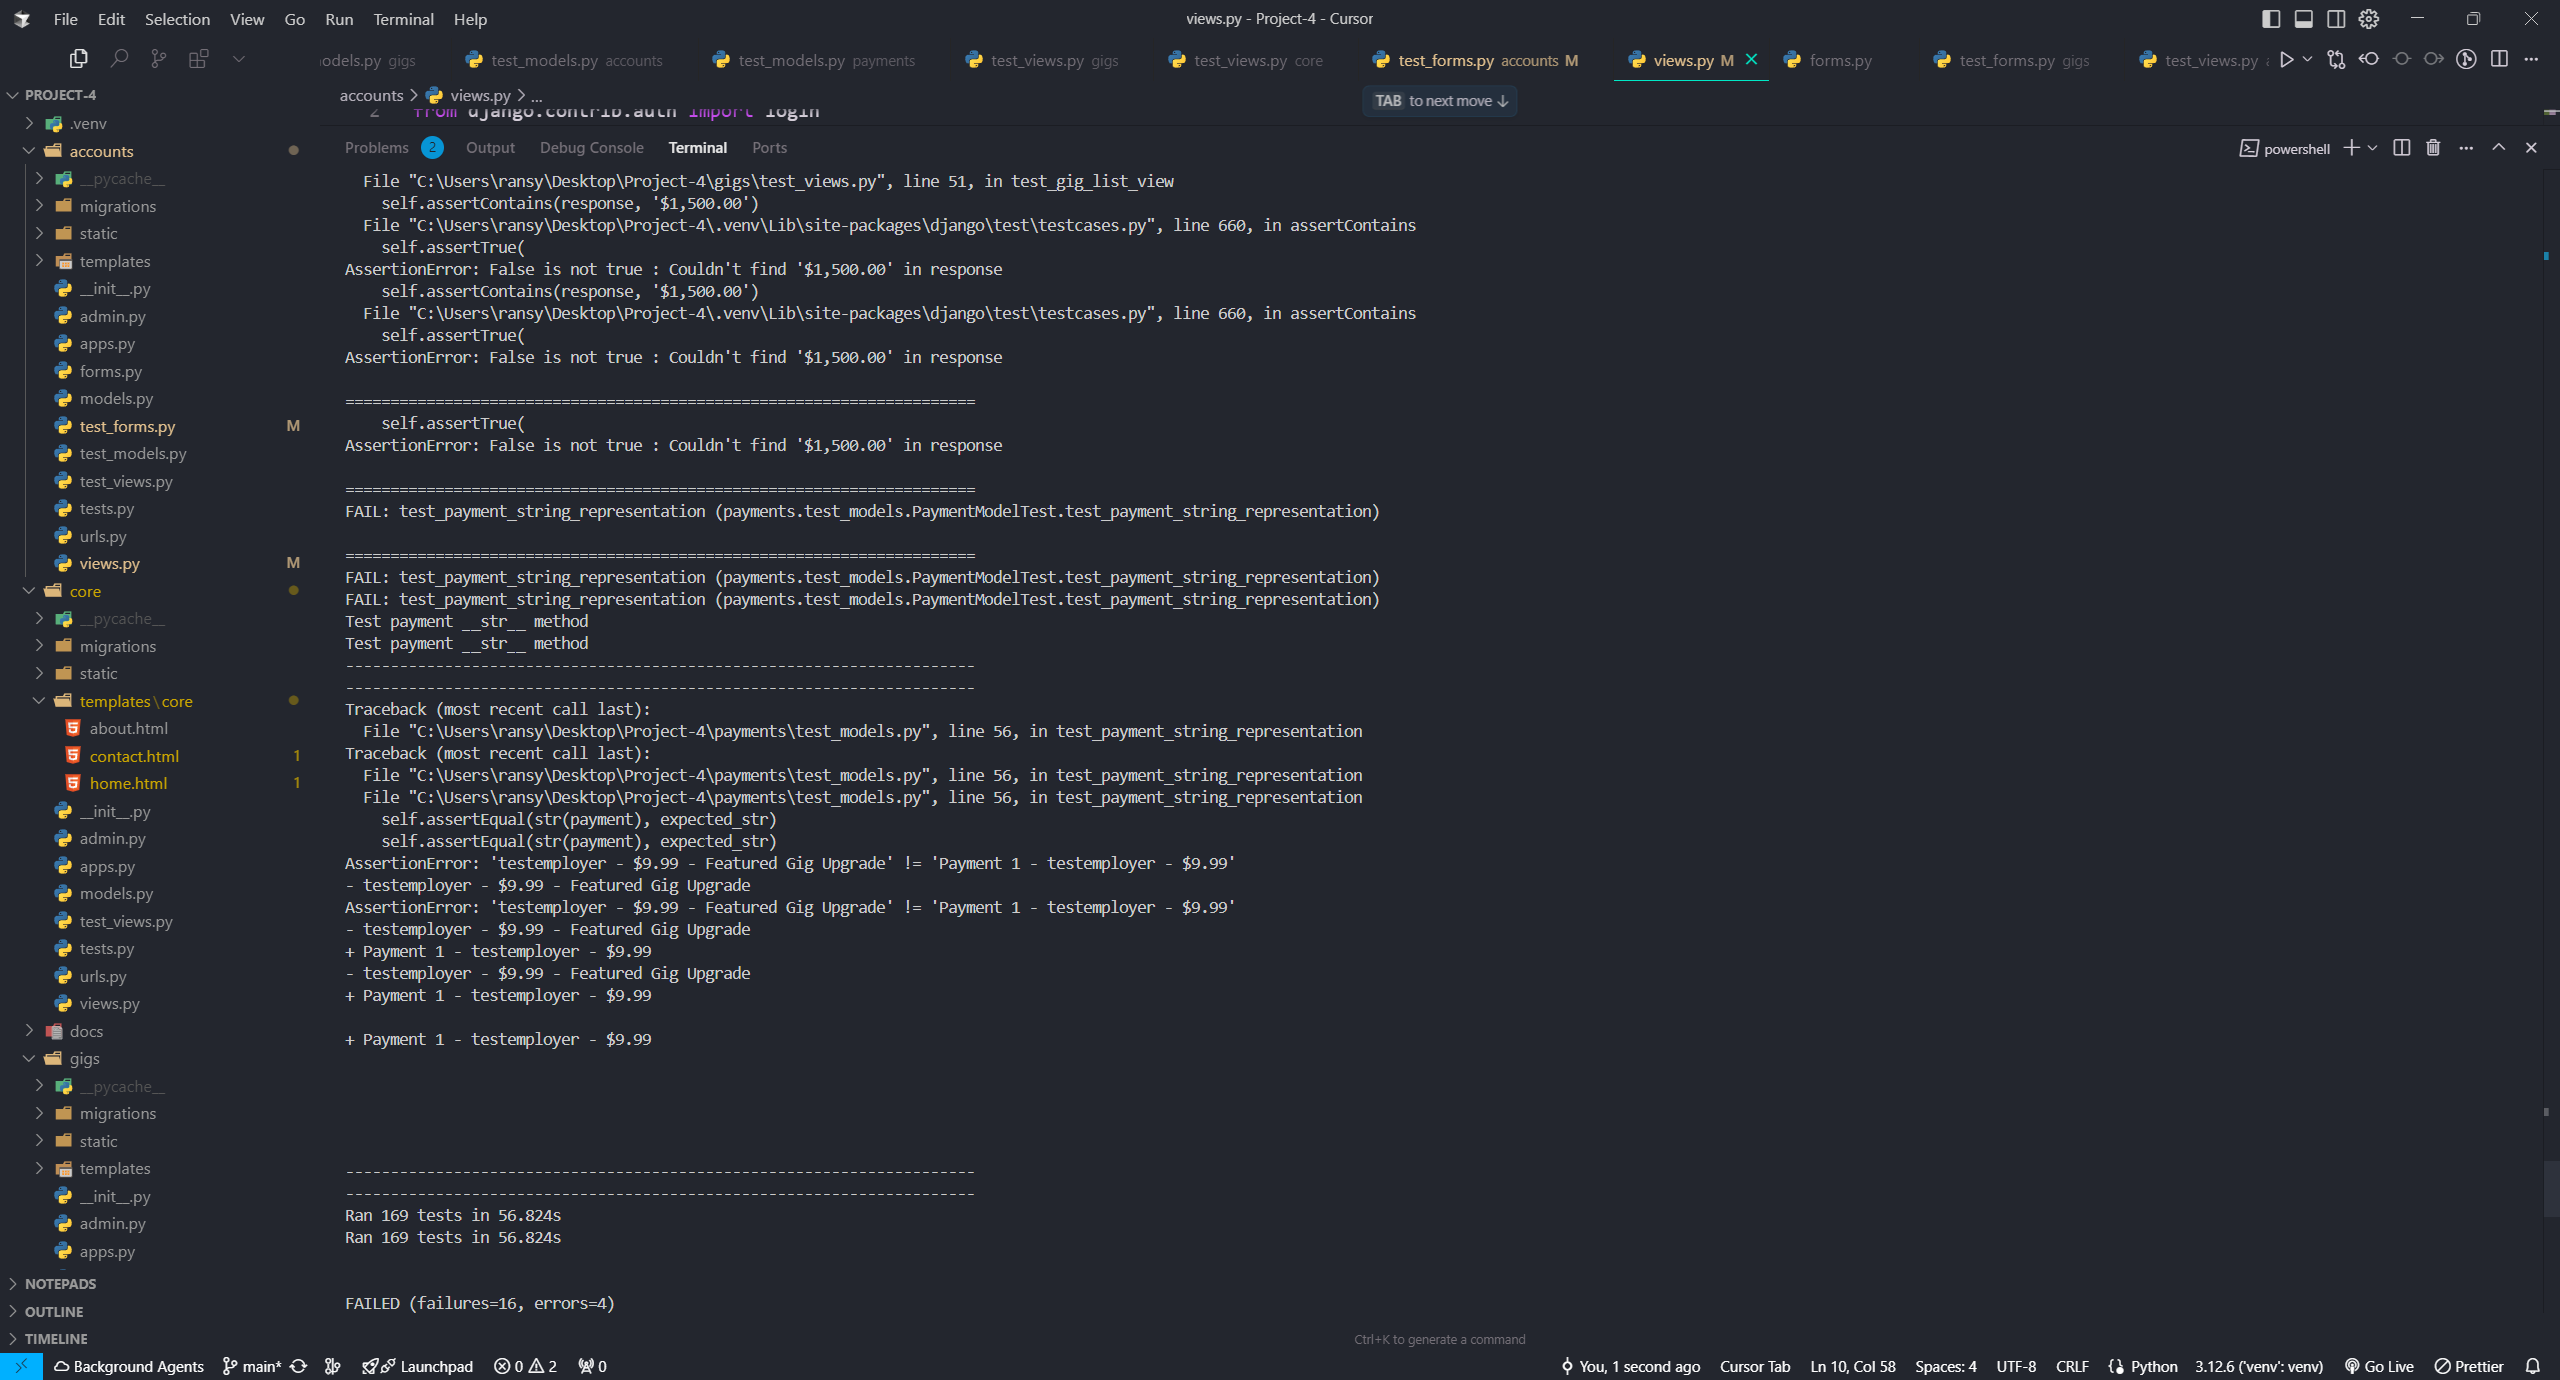 File Edit Selection View Go Run Terminal Help
views.py - Project-4 - Cursor
odels.py gigs
test_models.py accounts
test_models.py payments
test_views.py gigs
test_views.py core
test_forms.py accounts M
views.py M
forms.py
test_forms.py gigs
test_views.py
PROJECT-4
.venv
accounts
__pycache__
migrations
static
templates
__init__.py
admin.py
apps.py
forms.py
models.py
test_forms.py M
test_models.py
test_views.py
tests.py
urls.py
views.py M
core
__pycache__
migrations
static
templates\core
about.html
contact.html 1
home.html 1
__init__.py
admin.py
apps.py
models.py
test_views.py
tests.py
urls.py
views.py
docs
gigs
__pycache__
migrations
static
templates
__init__.py
admin.py
apps.py
NOTEPADS
OUTLINE
TIMELINE
accounts > views.py > ...
TAB to next move ↓
2 from django.contrib.auth import login
Problems 2 Output Debug Console Terminal Ports
powershell
File "C:\Users\ransy\Desktop\Project-4\gigs\test_views.py", line 51, in test_gig_list_view
self.assertContains(response, '$1,500.00')
File "C:\Users\ransy\Desktop\Project-4\.venv\Lib\site-packages\django\test\testcases.py", line 660, in assertContains
self.assertTrue(
AssertionError: False is not true : Couldn't find '$1,500.00' in response
self.assertContains(response, '$1,500.00')
File "C:\Users\ransy\Desktop\Project-4\.venv\Lib\site-packages\django\test\testcases.py", line 660, in assertContains
self.assertTrue(
AssertionError: False is not true : Couldn't find '$1,500.00' in response
======================================================================
self.assertTrue(
AssertionError: False is not true : Couldn't find '$1,500.00' in response
======================================================================
FAIL: test_payment_string_representation (payments.test_models.PaymentModelTest.test_payment_string_representation)
======================================================================
FAIL: test_payment_string_representation (payments.test_models.PaymentModelTest.test_payment_string_representation)
FAIL: test_payment_string_representation (payments.test_models.PaymentModelTest.test_payment_string_representation)
Test payment __str__ method
Test payment __str__ method
----------------------------------------------------------------------
----------------------------------------------------------------------
Traceback (most recent call last):
File "C:\Users\ransy\Desktop\Project-4\payments\test_models.py", line 56, in test_payment_string_representation
Traceback (most recent call last):
File "C:\Users\ransy\Desktop\Project-4\payments\test_models.py", line 56, in test_payment_string_representation
File "C:\Users\ransy\Desktop\Project-4\payments\test_models.py", line 56, in test_payment_string_representation
self.assertEqual(str(payment), expected_str)
self.assertEqual(str(payment), expected_str)
AssertionError: 'testemployer - $9.99 - Featured Gig Upgrade' != 'Payment 1 - testemployer - $9.99'
- testemployer - $9.99 - Featured Gig Upgrade
AssertionError: 'testemployer - $9.99 - Featured Gig Upgrade' != 'Payment 1 - testemployer - $9.99'
- testemployer - $9.99 - Featured Gig Upgrade
+ Payment 1 - testemployer - $9.99
- testemployer - $9.99 - Featured Gig Upgrade
+ Payment 1 - testemployer - $9.99
+ Payment 1 - testemployer - $9.99
----------------------------------------------------------------------
----------------------------------------------------------------------
Ran 169 tests in 56.824s
Ran 169 tests in 56.824s
FAILED (failures=16, errors=4)
Ctrl+K to generate a command
Background Agents main* Launchpad 0 2 0
You, 1 second ago Cursor Tab Ln 10, Col 58 Spaces: 4 UTF-8 CRLF Python 3.12.6 ('venv': venv) Go Live Prettier